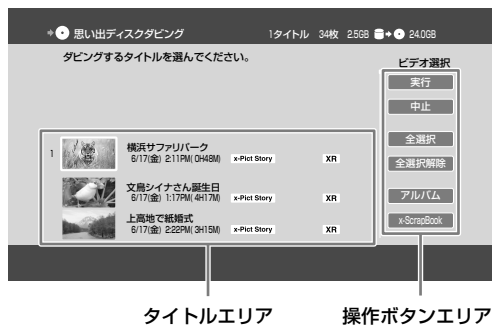 思い出ディスクダビング 1タイトル 34枚 2.5GB 24.0GB
ダビングするタイトルを選んでください。
ビデオ選択
実行
中止
全選択
全選択解除
アルバム
x-ScrapBook
1
横浜サファリパーク
6/17(金) 2:11PM( 0H48M) x-Pict Story XR
文鳥シイナさん誕生日
6/17(金) 1:17PM( 4H17M) x-Pict Story XR
上高地で紙婚式
6/17(金) 2:22PM( 3H15M) x-Pict Story XR
タイトルエリア
操作ボタンエリア